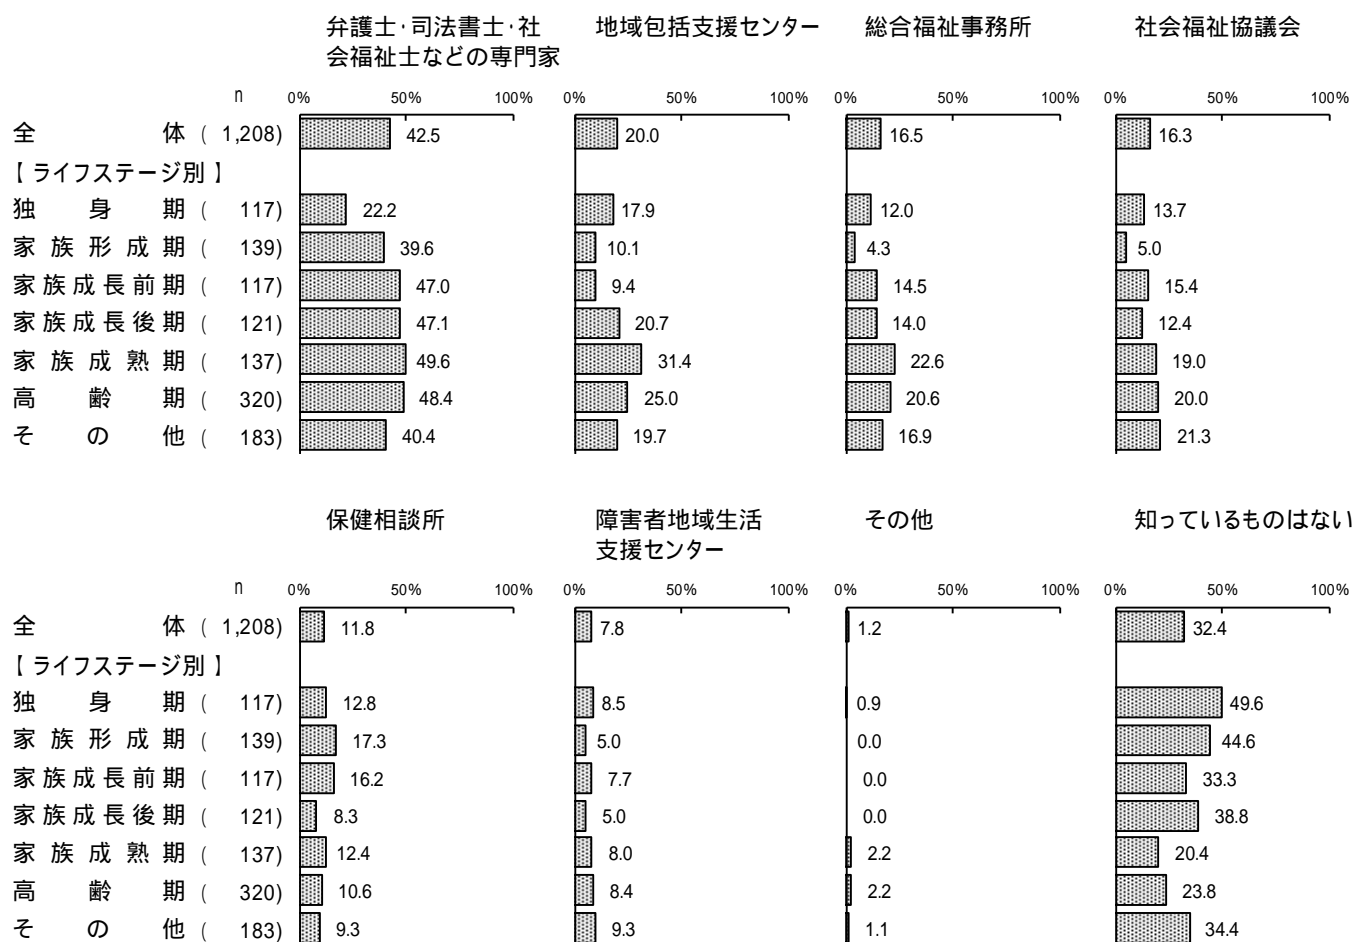 弁護士・司法書士・社 地域包括支援センター 総合福祉事務所 社会福祉協議会
会福祉士などの専門家
n 0% 50% 100% 0% 50% 100% 0% 50% 100% 0% 50% 100%
全体 ( 1,208) 42.5 20.0 16.5 16.3
【ライフステージ別】
独身期 ( 117) 22.2 17.9 12.0 13.7
家族形成期 ( 139) 39.6 10.1 4.3 5.0
家族成長前期 ( 117) 47.0 9.4 14.5 15.4
家族成長後期 ( 121) 47.1 20.7 14.0 12.4
家族成熟期 ( 137) 49.6 31.4 22.6 19.0
高齢期 ( 320) 48.4 25.0 20.6 20.0
その他 ( 183) 40.4 19.7 16.9 21.3
保健相談所 障害者地域生活 その他 知っているものはない
支援センター
n 0% 50% 100% 0% 50% 100% 0% 50% 100% 0% 50% 100%
全体 ( 1,208) 11.8 7.8 1.2 32.4
【ライフステージ別】
独身期 ( 117) 12.8 8.5 0.9 49.6
家族形成期 ( 139) 17.3 5.0 0.0 44.6
家族成長前期 ( 117) 16.2 7.7 0.0 33.3
家族成長後期 ( 121) 8.3 5.0 0.0 38.8
家族成熟期 ( 137) 12.4 8.0 2.2 20.4
高齢期 ( 320) 10.6 8.4 2.2 23.8
その他 ( 183) 9.3 9.3 1.1 34.4